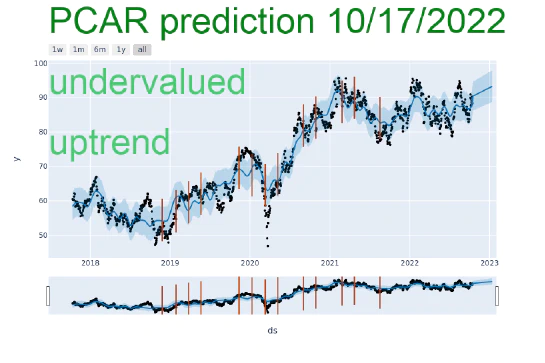 PCAR prediction 10/17/2022
1w 1m 6m 1y all
100
undervalued
90
80
uptrend
70
y
60
50
2018 2019 2020 2021 2022 2023
ds